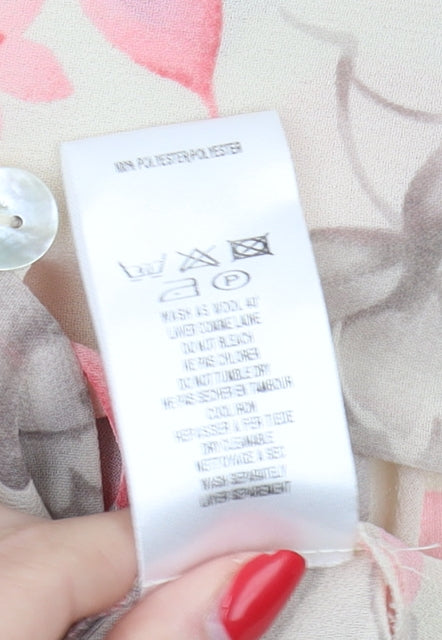 100% POLYESTER/POLYESTER
P
WASH AS WOOL 40°
LAVER COMME LAINE
DO NOT BLEACH
NE PAS CHLORER
DO NOT TUMBLE DRY
NE PAS SECHER EN TAMBOUR
COOL IRON
REPASSER A FER TIEDE
DRY CLEANABLE
NETTOYAGE A SEC
WASH SEPARATELY
LAVER SEPAREMENT